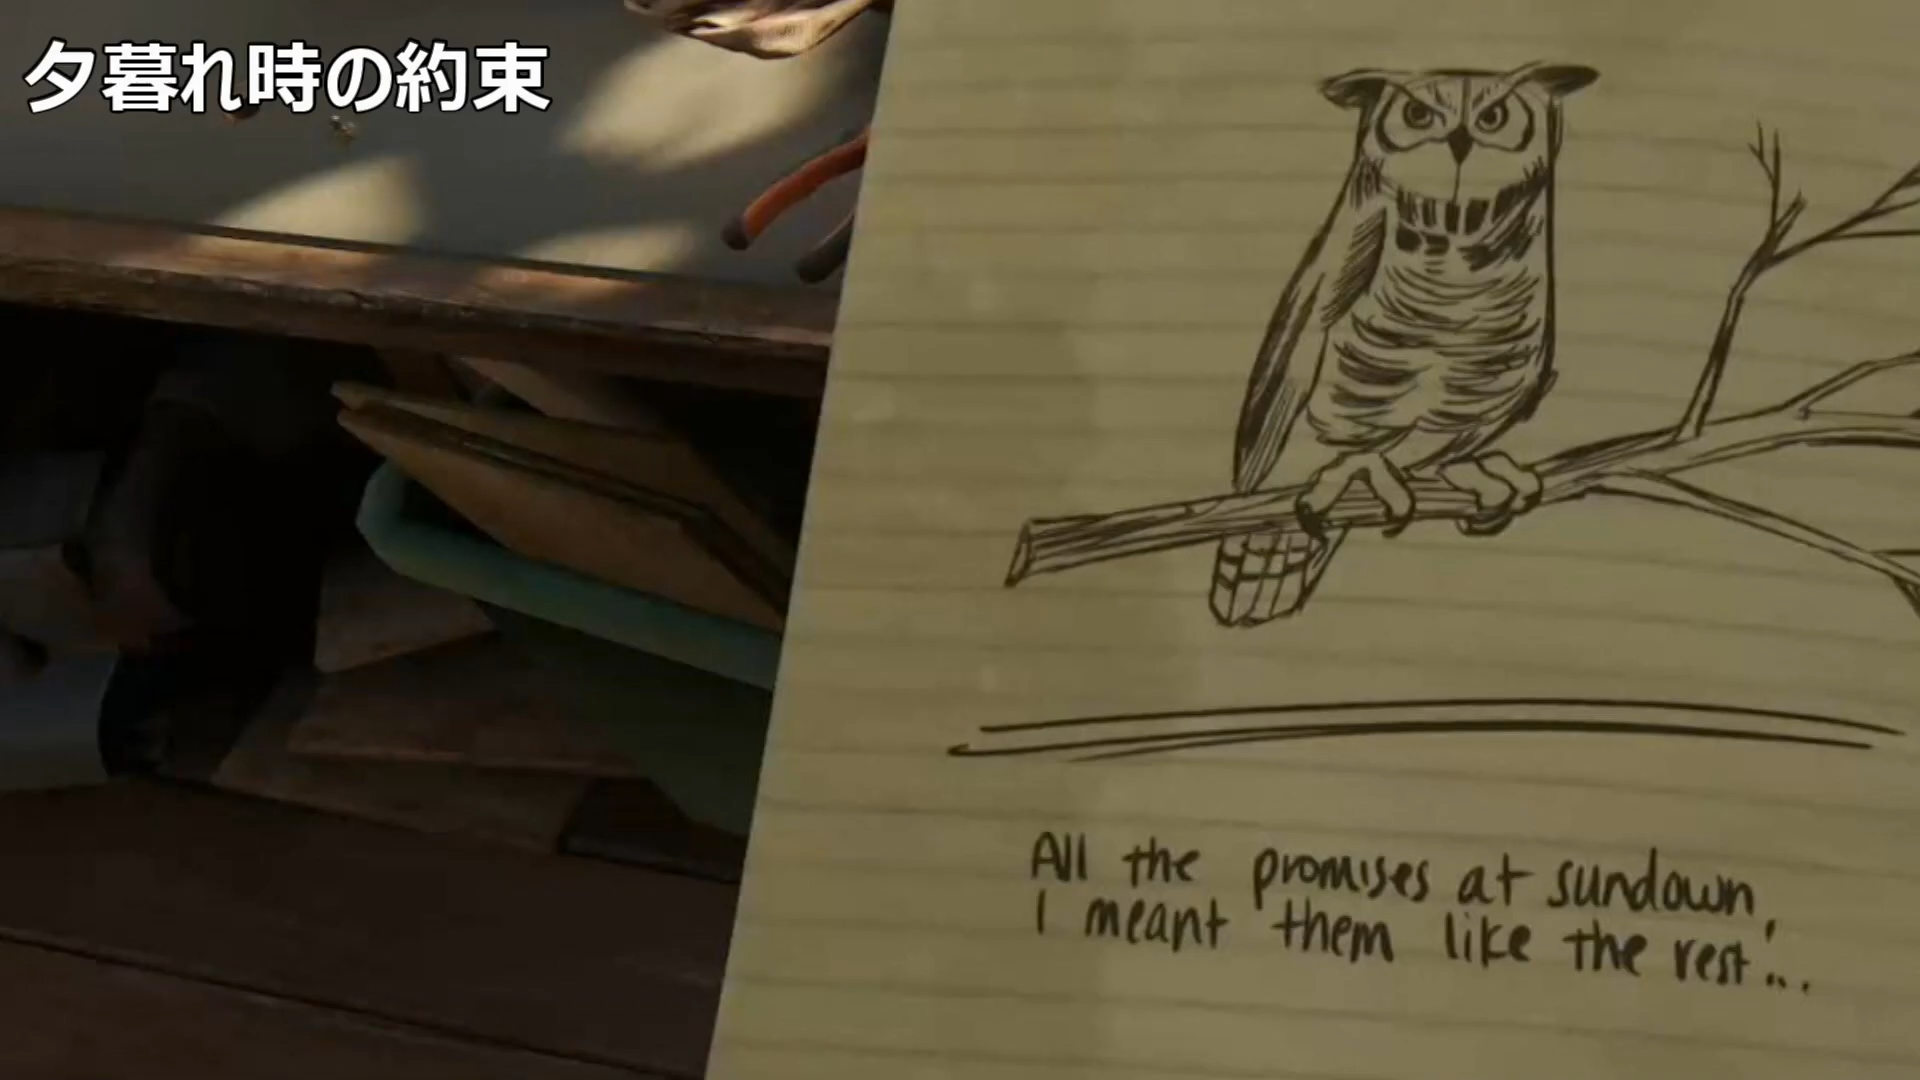 夕暮れ時の約束
All the promises at sundown,
I meant them like the rest...